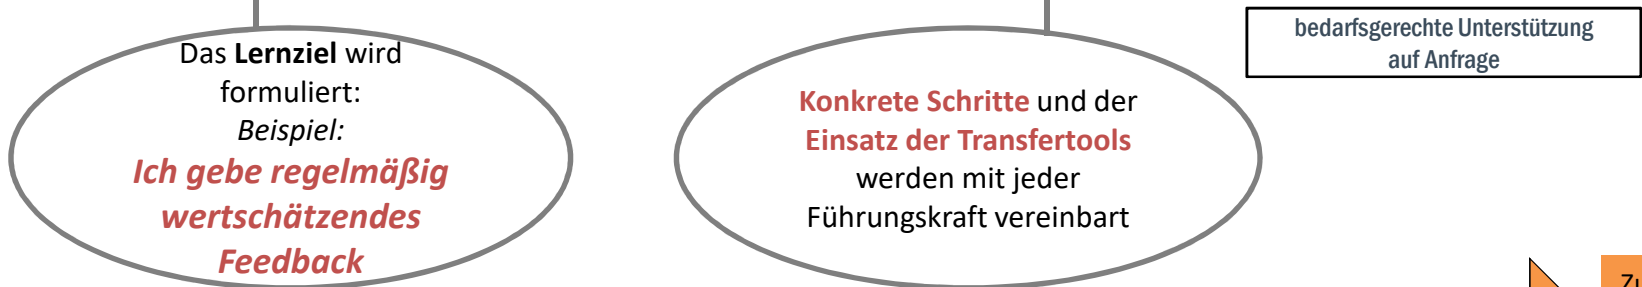 Das Lernziel wird
formuliert:
Beispiel:
Ich gebe regelmäßig
wertschätzendes
Feedback
Konkrete Schritte und der
Einsatz der Transfertools
werden mit jeder
Führungskraft vereinbart
bedarfsgerechte Unterstützung
auf Anfrage